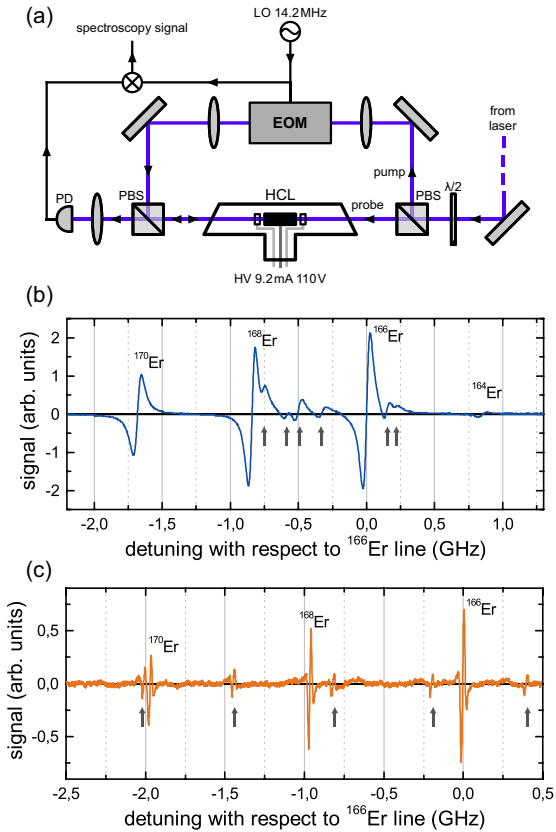 (a)
LO 14.2MHz
spectroscopy signal
EOM
from
laser
pump
PD
PBS
HCL
probe
PBS
λ/2
HV 9.2mA 110V
(b)
signal (arb. units)
2
1
0
-1
-2
¹⁷⁰Er
¹⁶⁸Er
¹⁶⁶Er
¹⁶⁴Er
-2,0 -1,5 -1,0 -0,5 0,0 0,5 1,0
detuning with respect to ¹⁶⁶Er line (GHz)
(c)
signal (arb. units)
0,5
0,0
-0,5
¹⁷⁰Er
¹⁶⁸Er
¹⁶⁶Er
-2,5 -2,0 -1,5 -1,0 -0,5 0,0 0,5
detuning with respect to ¹⁶⁶Er line (GHz)